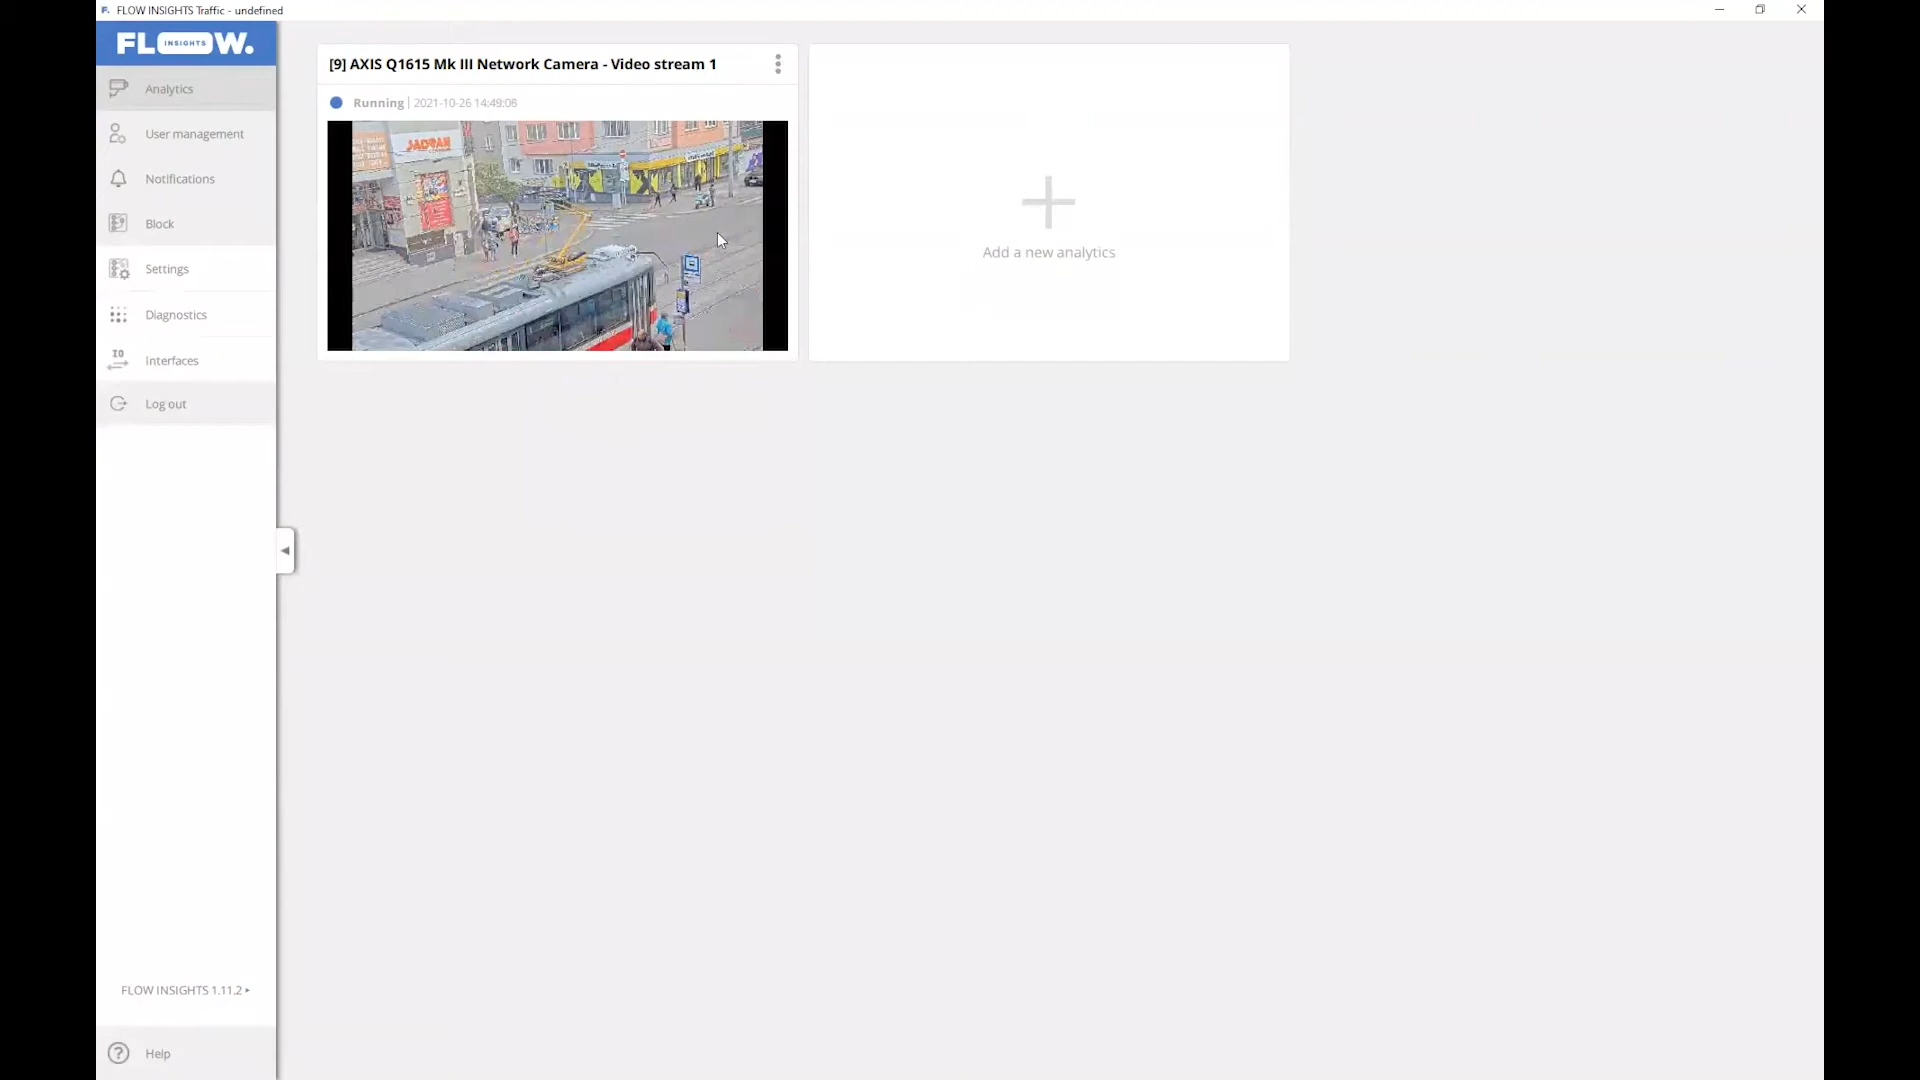 FLOW INSIGHTS Traffic - undefined
FLOW.
INSIGHTS
Analytics
User management
Notifications
Block
Settings
Diagnostics
IO
Interfaces
Log out
FLOW INSIGHTS 1.11.2
? Help
[9] AXIS Q1615 Mk III Network Camera - Video stream 1
Running | 2021-10-26 14:49:06
JADRAN
Add a new analytics